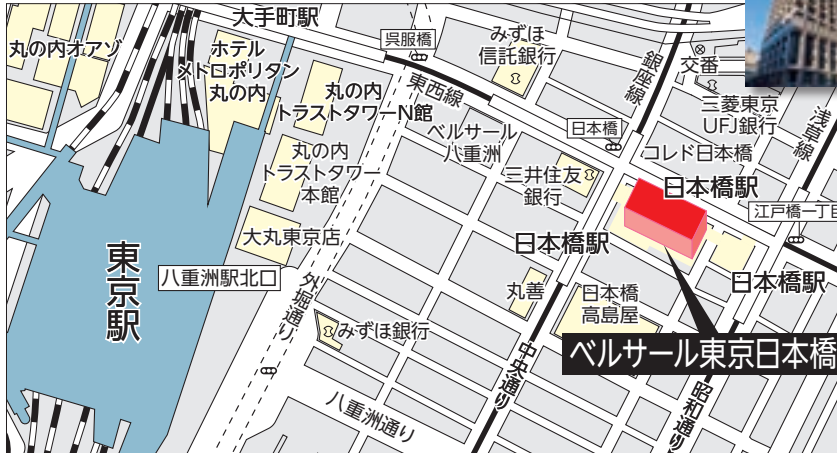 大手町駅
丸の内オアゾ
ホテル
メトロポリタン
丸の内
呉服橋
みずほ
信託銀行
銀座線
交番
三菱東京
UFJ銀行
浅草線
丸の内
トラストタワーN館
東西線
ベルサール
八重洲
日本橋
コレド日本橋
丸の内
トラストタワー
本館
三井住友
銀行
日本橋駅
江戸橋一丁目
大丸東京店
日本橋駅
東京駅
八重洲駅北口
外堀通り
丸善
日本橋
高島屋
日本橋駅
みずほ銀行
ベルサール東京日本橋
中央通り
昭和通り
八重洲通り